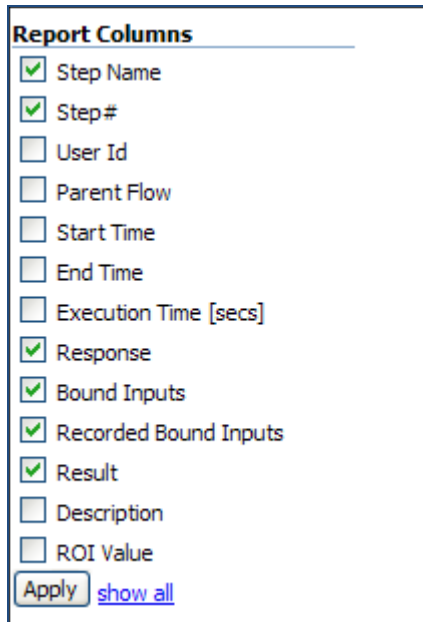 Report Columns
Step Name
Step#
User Id
Parent Flow
Start Time
End Time
Execution Time [secs]
Response
Bound Inputs
Recorded Bound Inputs
Result
Description
ROI Value
Apply show all